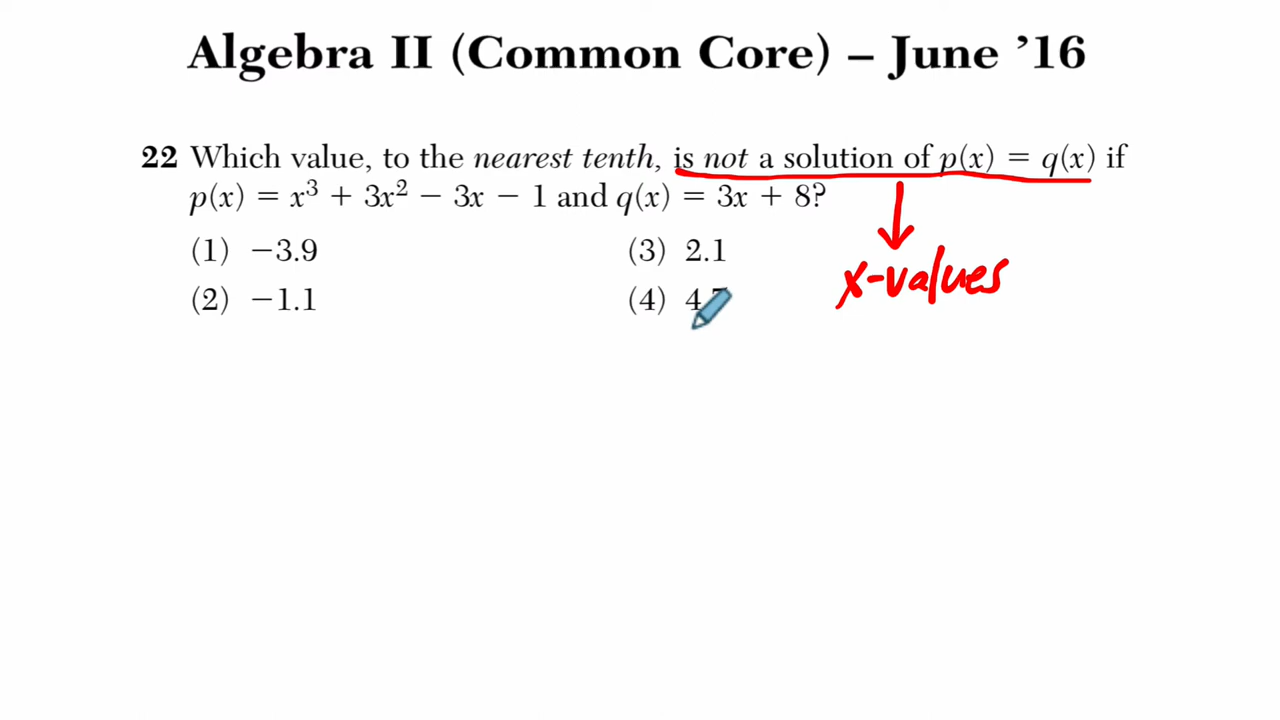 Algebra II (Common Core) – June ’16
22 Which value, to the nearest tenth, is not a solution of p(x) = q(x) if
p(x) = x³ + 3x² − 3x − 1 and q(x) = 3x + 8?
(1) −3.9 (3) 2.1
(2) −1.1 (4)
x-values